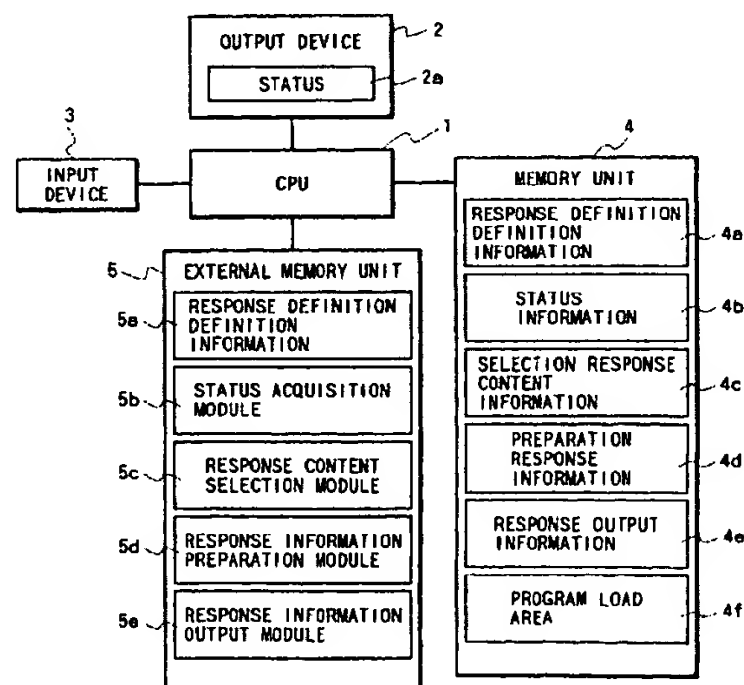 OUTPUT DEVICE
2
STATUS
2a
3
INPUT
DEVICE
1
CPU
4
MEMORY UNIT
RESPONSE DEFINITION
DEFINITION
INFORMATION
4a
STATUS
INFORMATION
4b
SELECTION RESPONSE
CONTENT
INFORMATION
4c
PREPARATION
RESPONSE
INFORMATION
4d
RESPONSE OUTPUT
INFORMATION
4e
PROGRAM LOAD
AREA
4f
5
EXTERNAL MEMORY UNIT
5a
RESPONSE DEFINITION
DEFINITION
INFORMATION
5b
STATUS ACQUISITION
MODULE
5c
RESPONSE CONTENT
SELECTION MODULE
5d
RESPONSE INFORMATION
PREPARATION MODULE
5e
RESPONSE INFORMATION
OUTPUT MODULE